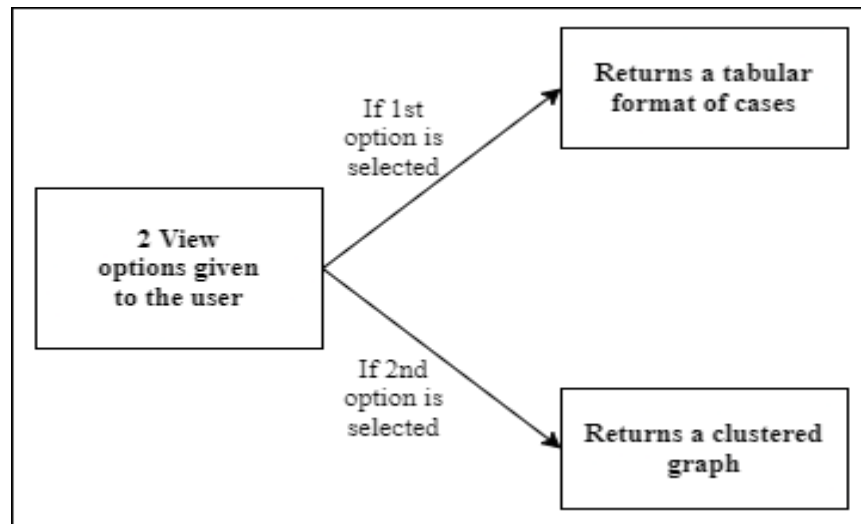 Returns a tabular
format of cases
If 1st
option is
selected
2 View
options given
to the user
If 2nd
option is
selected
Returns a clustered
graph